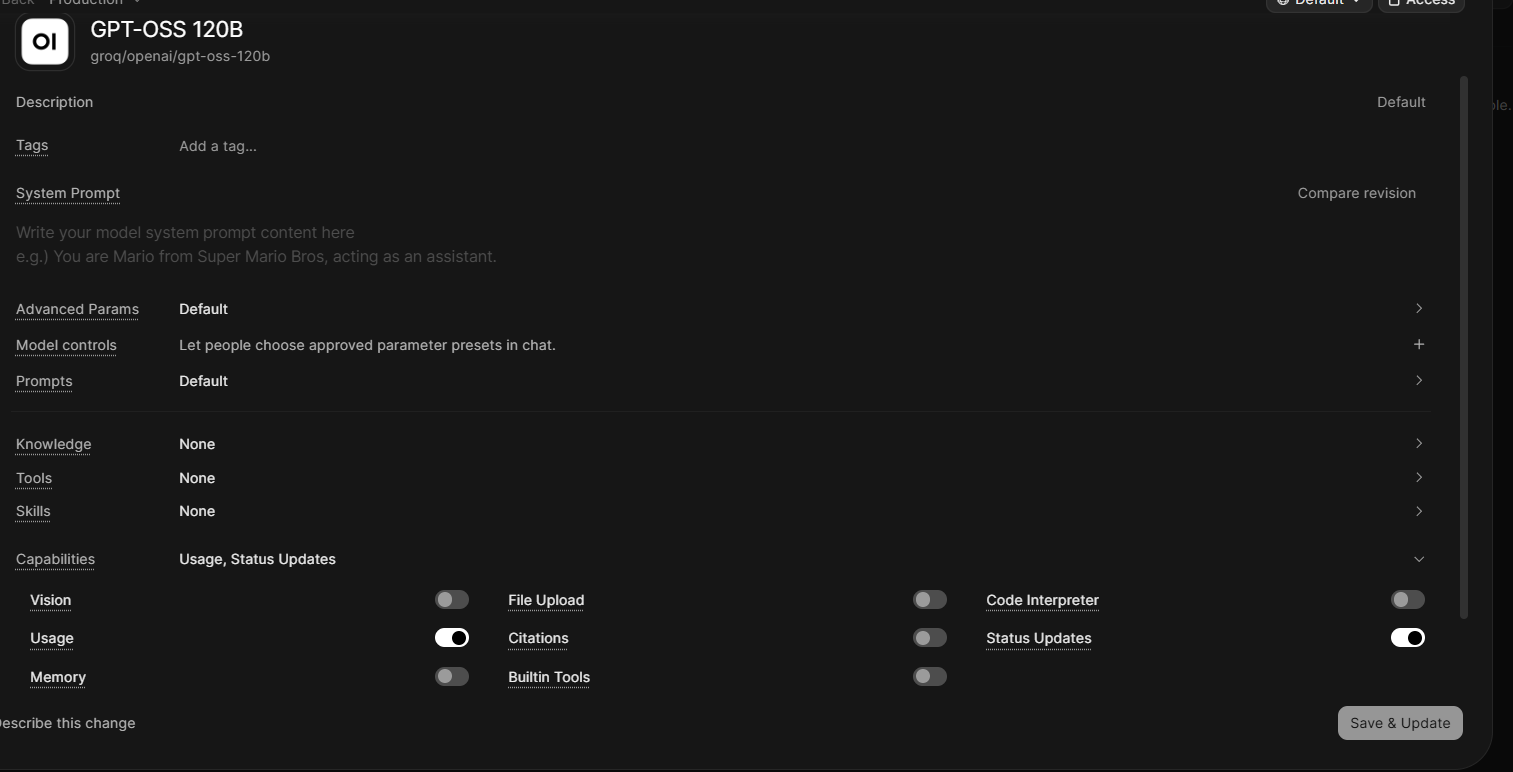 Back Production
Default Access
OI
GPT-OSS 120B
groq/openai/gpt-oss-120b
Description Default
Tags Add a tag...
System Prompt Compare revision
Write your model system prompt content here
e.g.) You are Mario from Super Mario Bros, acting as an assistant.
Advanced Params Default
Model controls Let people choose approved parameter presets in chat.
Prompts Default
Knowledge None
Tools None
Skills None
Capabilities Usage, Status Updates
Vision File Upload Code Interpreter
Usage Citations Status Updates
Memory Builtin Tools
escribe this change Save & Update